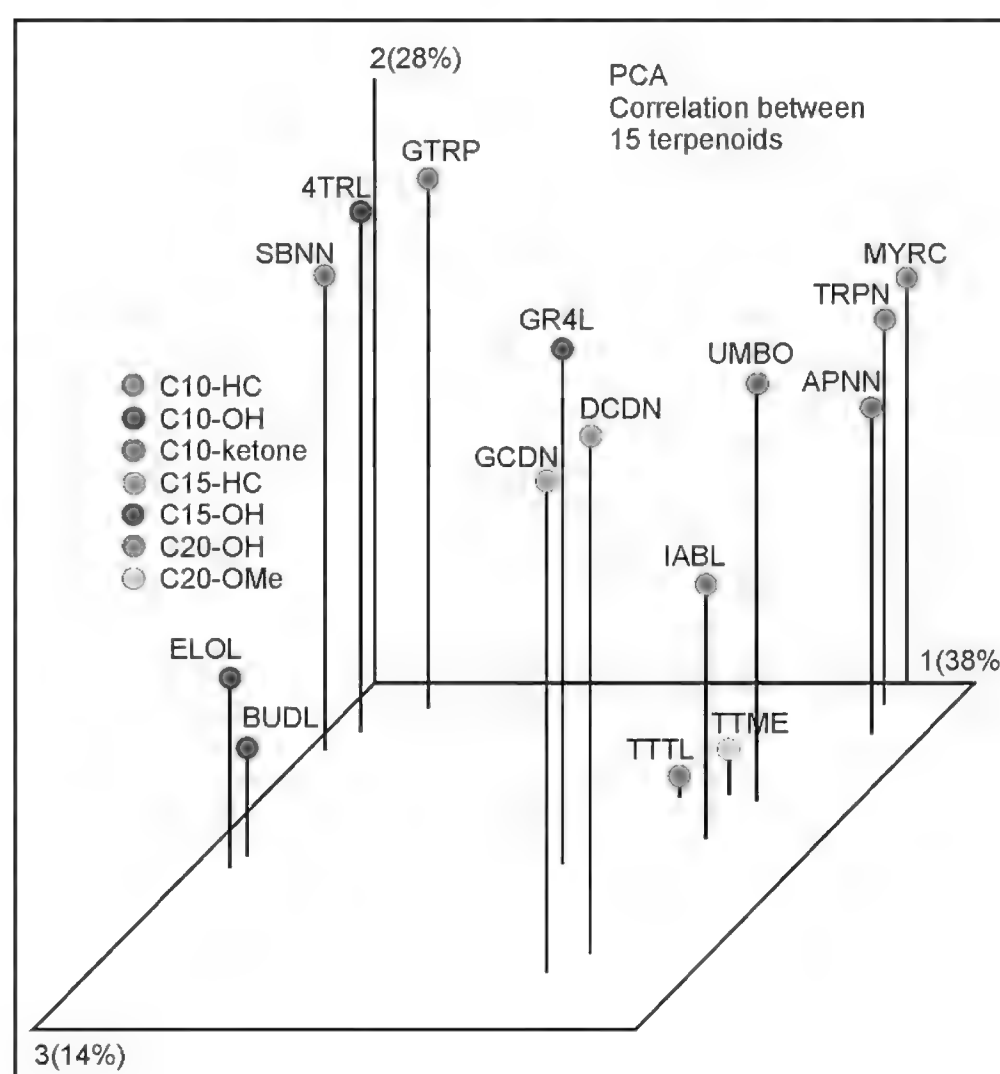 2(28%)
PCA
Correlation between
15 terpenoids
GTRP
4TRL
SBNN
MYRC
TRPN
GR4L
UMBO
APNN
DCDN
GCDN
C10-HC
C10-OH
C10-ketone
C15-HC
C15-OH
C20-OH
C20-OMe
IABL
ELOL
1(38%
BUDL
TTME
TTTL
3(14%)